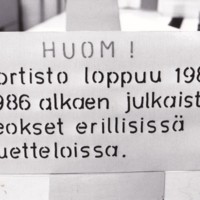 HUOM!
ortisto loppuu 198
986 alkaen julkaist
eokset erillisissä
uetteloissa.